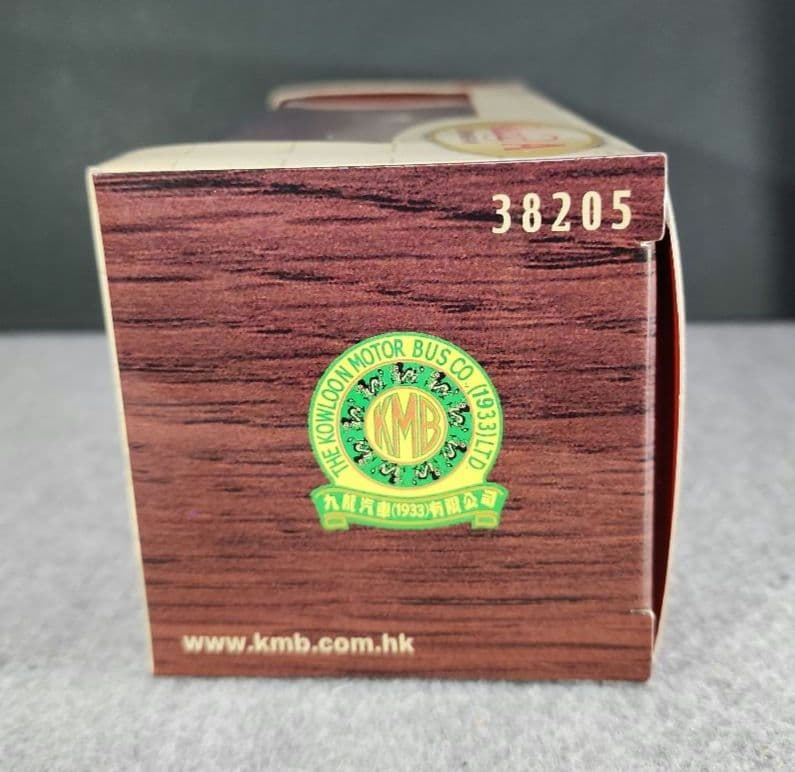 38205
THE KOWLOON MOTOR BUS CO. (1933) LTD
KMB
九龍汽車(1933)有限公司
www.kmb.com.hk